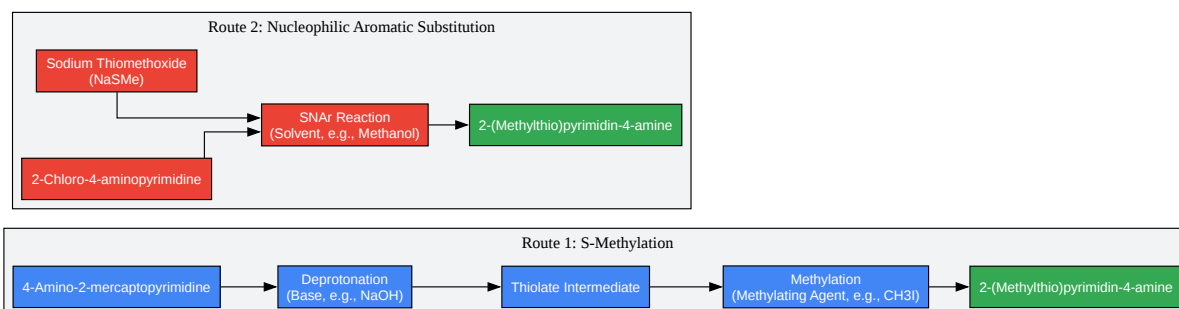 Route 2: Nucleophilic Aromatic Substitution
Sodium Thiomethoxide
(NaSMe)
SNAr Reaction
(Solvent, e.g., Methanol)
2-(Methylthio)pyrimidin-4-amine
2-Chloro-4-aminopyrimidine
Route 1: S-Methylation
4-Amino-2-mercaptopyrimidine
Deprotonation
(Base, e.g., NaOH)
Thiolate Intermediate
Methylation
(Methylating Agent, e.g., CH3I)
2-(Methylthio)pyrimidin-4-amine